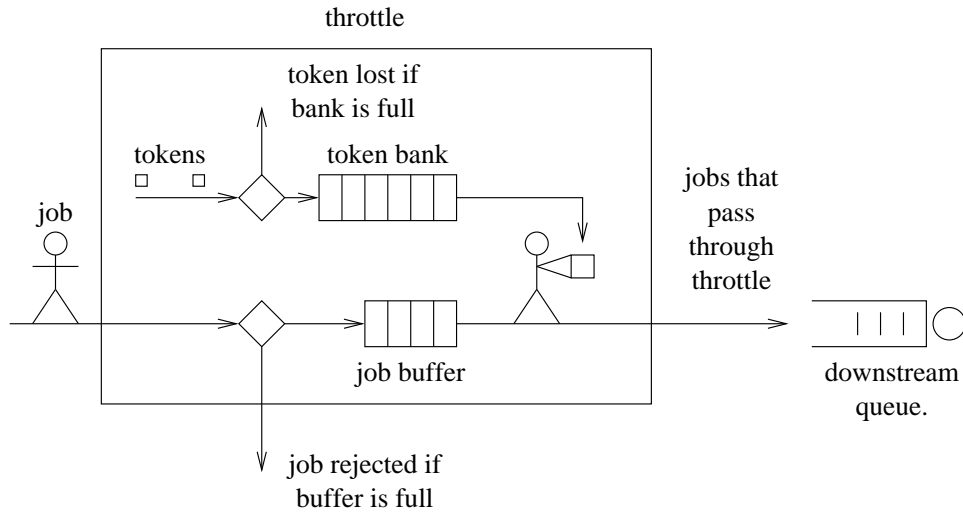 throttle
token lost if
bank is full
tokens
token bank
job
jobs that
pass
through
throttle
job buffer
downstream
queue.
job rejected if
buffer is full